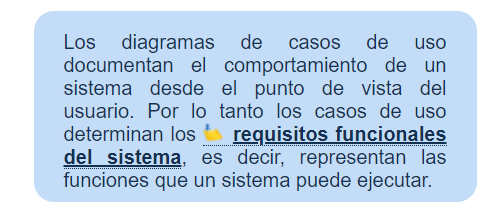 Los diagramas de casos de uso
documentan el comportamiento de un
sistema desde el punto de vista del
usuario. Por lo tanto los casos de uso
determinan los requisitos funcionales
del sistema, es decir, representan las
funciones que un sistema puede ejecutar.